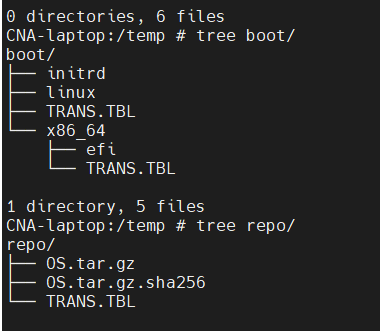 0 directories, 6 files
CNA-laptop:/temp # tree boot/
boot/
├── initrd
├── linux
├── TRANS.TBL
└── x86_64
    ├── efi
    └── TRANS.TBL
1 directory, 5 files
CNA-laptop:/temp # tree repo/
repo/
├── OS.tar.gz
├── OS.tar.gz.sha256
└── TRANS.TBL